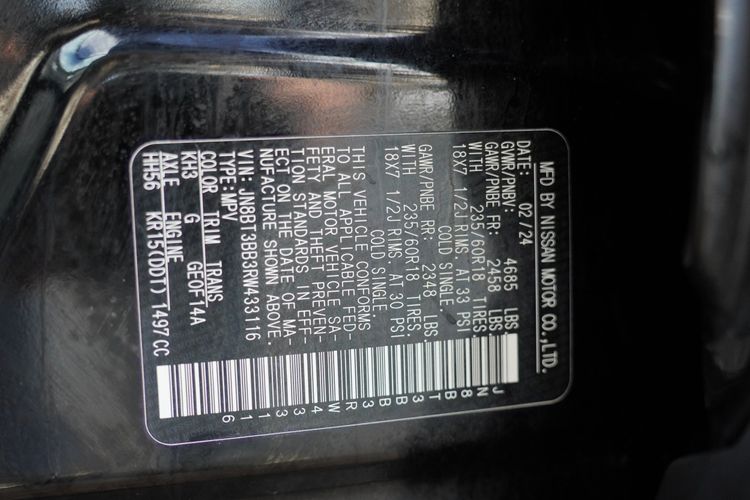 MFD BY NISSAN MOTOR CO.,LTD.
DATE: 02/24
GVWR/PNBV: 4685 LBS
GAWR/PNBE FR: 2458 LBS
WITH 235/60R18 TIRES.
18X7 1/2J RIMS. AT 33 PSI
COLD SINGLE.
GAWR/PNBE RR: 2348 LBS
WITH 235/60R18 TIRES.
18X7 1/2J RIMS. AT 30 PSI
COLD SINGLE
THIS VEHICLE CONFORMS
TO ALL APPLICABLE FED-
ERAL MOTOR VEHICLE SA-
FETY AND THEFT PREVEN-
TION STANDARDS IN EFF-
ECT ON THE DATE OF MA-
NUFACTURE SHOWN ABOVE.
VIN: JN8BT3BB3RW433116
TYPE: MPV
COLOR TRIM TRANS
KH3 G GE0F14A
AXLE ENGINE
HH56 KR15(DDT) 1497CC
JN8BT3BB3RW433116